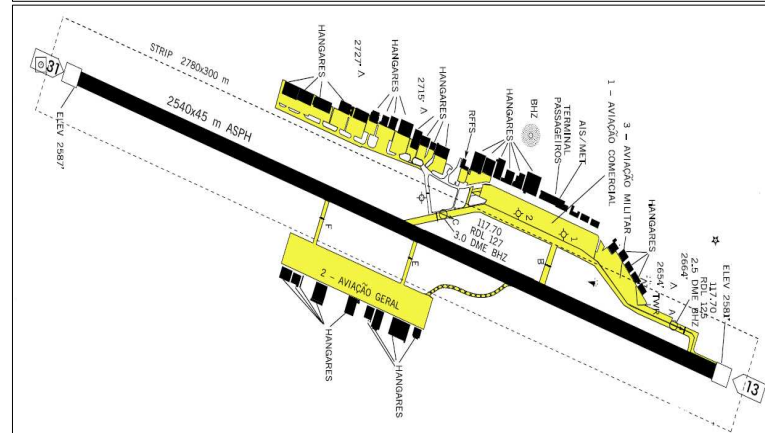 31
STRIP 2780x300 m
ELEV 2587'
2540x45 m ASPH
HANGARES
2727'
HANGARES
2715'
HANGARES
RFFS
HANGARES
BHZ
TERMINAL
PASSAGEIROS
AIS/MET
1 - AVIAÇÃO COMERCIAL
3 - AVIAÇÃO MILITAR
HANGARES
2654' TWR
2664'
2.5 DME BHZ
RDL 125
117.70
ELEV 2581'
A
2
1
C
117.70
RDL 127
3.0 DME BHZ
B
F
E
2 - AVIAÇÃO GERAL
HANGARES
HANGARES
13